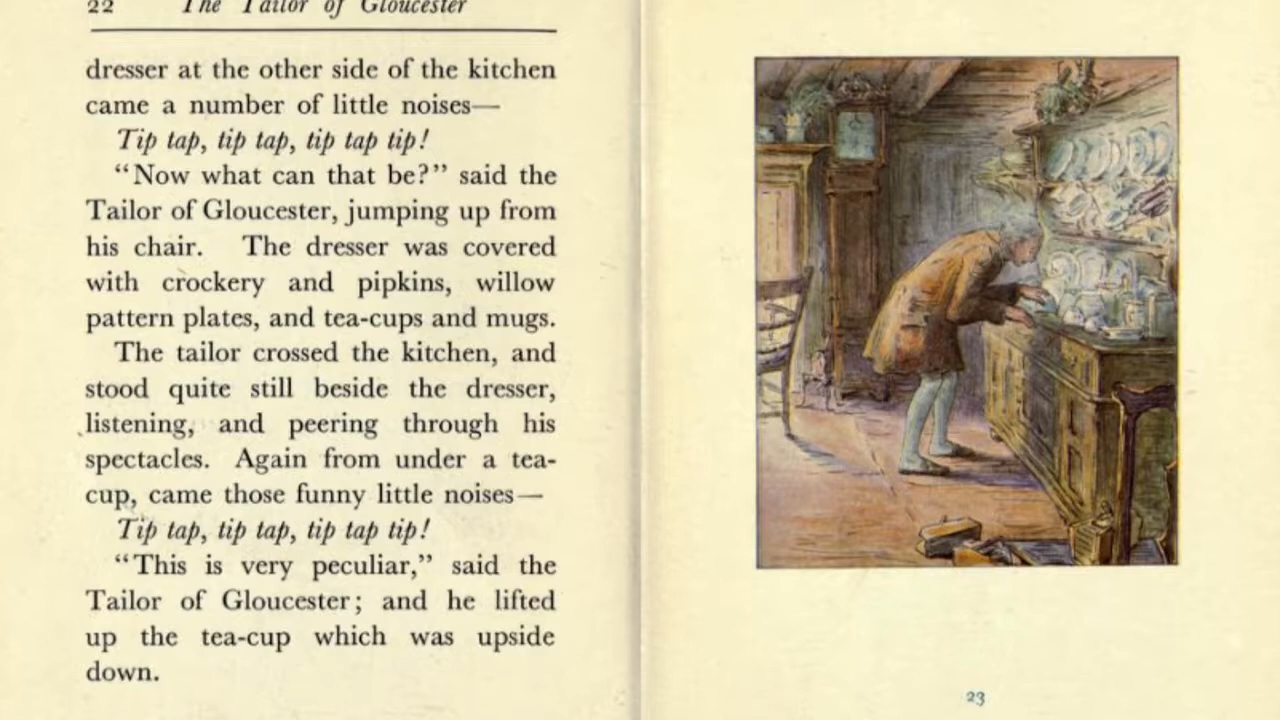 22 The Tailor of Gloucester
dresser at the other side of the kitchen
came a number of little noises—
Tip tap, tip tap, tip tap tip!
“Now what can that be?” said the
Tailor of Gloucester, jumping up from
his chair. The dresser was covered
with crockery and pipkins, willow
pattern plates, and tea-cups and mugs.
The tailor crossed the kitchen, and
stood quite still beside the dresser,
listening, and peering through his
spectacles. Again from under a tea-
cup, came those funny little noises—
Tip tap, tip tap, tip tap tip!
“This is very peculiar,” said the
Tailor of Gloucester; and he lifted
up the tea-cup which was upside
down.
23